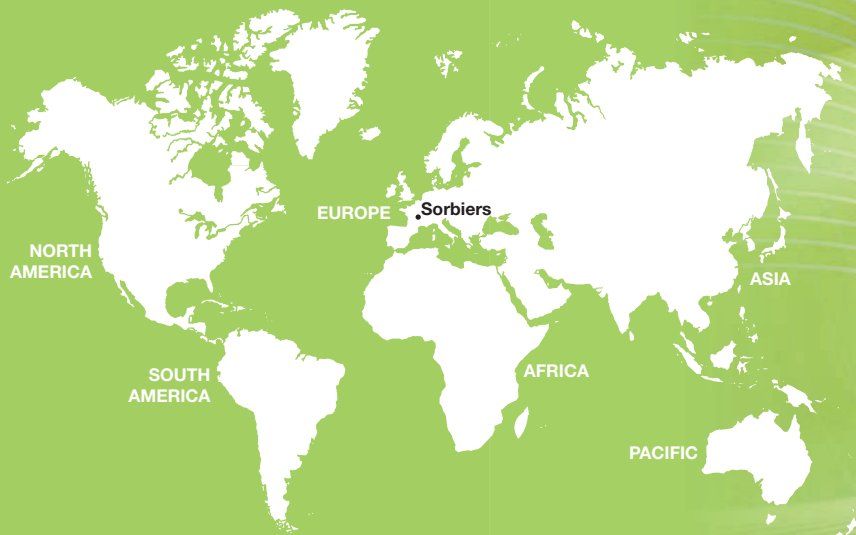 EUROPE
Sorbiers
NORTH
AMERICA
ASIA
SOUTH
AMERICA
AFRICA
PACIFIC